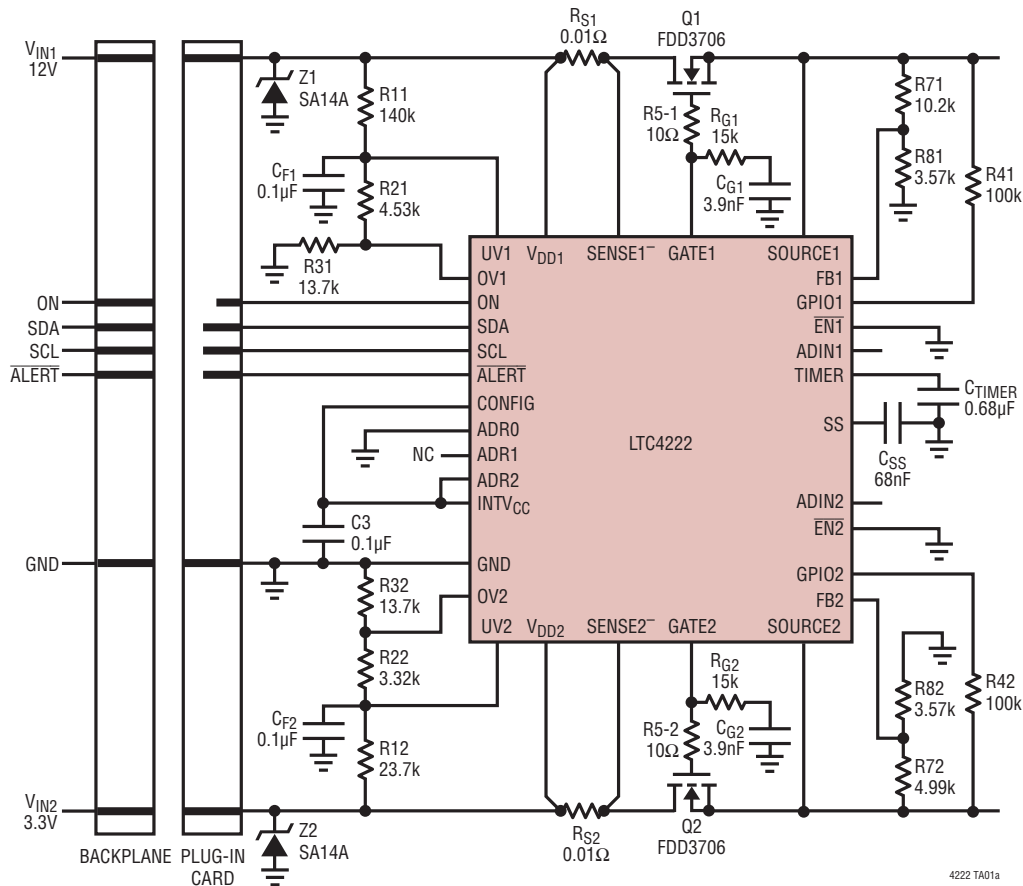 VIN1
12V
Z1
SA14A
R11
140k
RS1
0.01Ω
Q1
FDD3706
R5-1
10Ω
RG1
15k
CG1
3.9nF
R71
10.2k
R81
3.57k
R41
100k
CF1
0.1µF
R21
4.53k
R31
13.7k
UV1
VDD1
SENSE1−
GATE1
SOURCE1
OV1
FB1
ON
ON
GPIO1
SDA
SDA
EN1
SCL
SCL
ADIN1
ALERT
ALERT
TIMER
CTIMER
0.68µF
CONFIG
ADR0
SS
CSS
68nF
LTC4222
NC
ADR1
ADR2
INTVCC
ADIN2
C3
0.1µF
EN2
GND
GND
GPIO2
R32
13.7k
OV2
FB2
UV2
VDD2
SENSE2−
GATE2
SOURCE2
R22
3.32k
CF2
0.1µF
R12
23.7k
RG2
15k
R5-2
10Ω
CG2
3.9nF
R82
3.57k
R42
100k
R72
4.99k
VIN2
3.3V
Z2
SA14A
RS2
0.01Ω
Q2
FDD3706
BACKPLANE
PLUG-IN
CARD
4222 TA01a